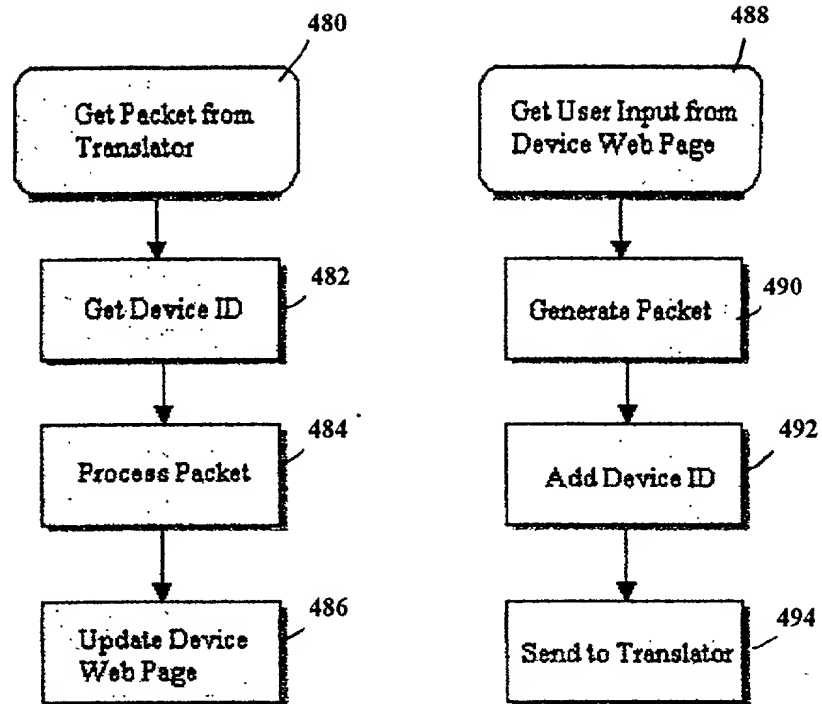 480
Get Packet from
Translator
482
Get Device ID
484
Process Packet
486
Update Device
Web Page
488
Get User Input from
Device Web Page
490
Generate Packet
492
Add Device ID
494
Send to Translator